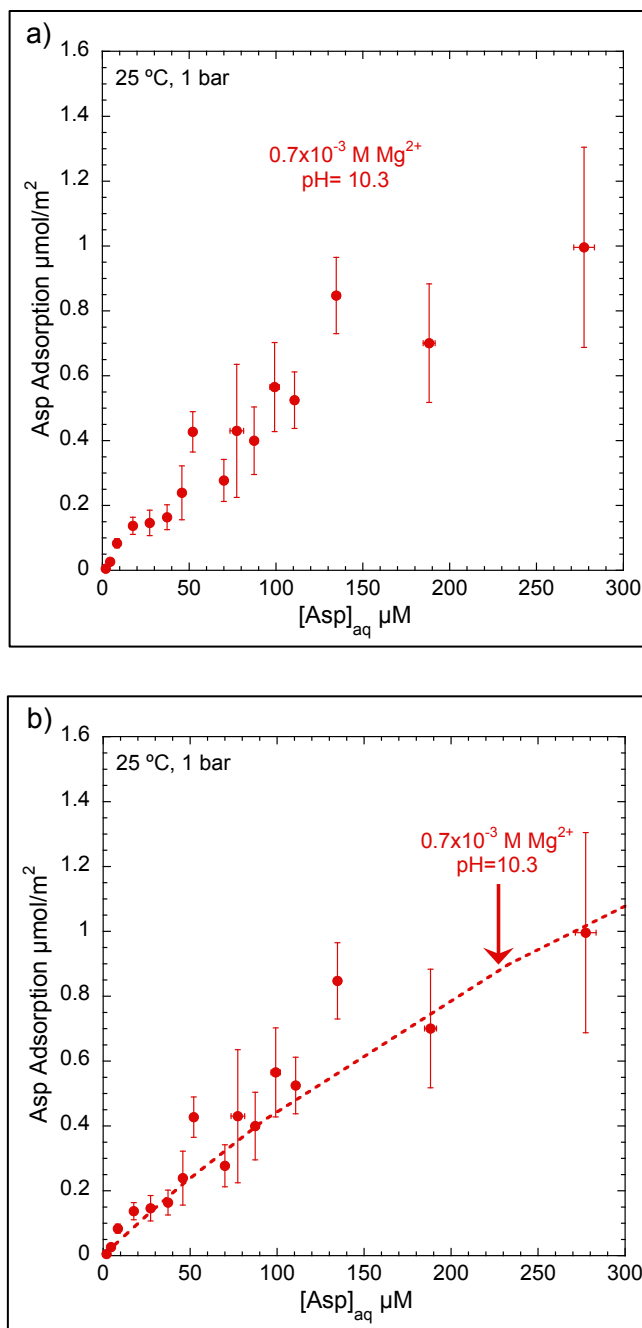 a)
1.6
25 ºC, 1 bar
1.4
0.7x10⁻³ M Mg²⁺
pH= 10.3
1.2
1
0.8
0.6
0.4
0.2
0
Asp Adsorption µmol/m²
0 50 100 150 200 250 300
[Asp]aq µM
b)
1.6
25 ºC, 1 bar
1.4
0.7x10⁻³ M Mg²⁺
pH=10.3
1.2
1
0.8
0.6
0.4
0.2
0
Asp Adsorption µmol/m²
0 50 100 150 200 250 300
[Asp]aq µM